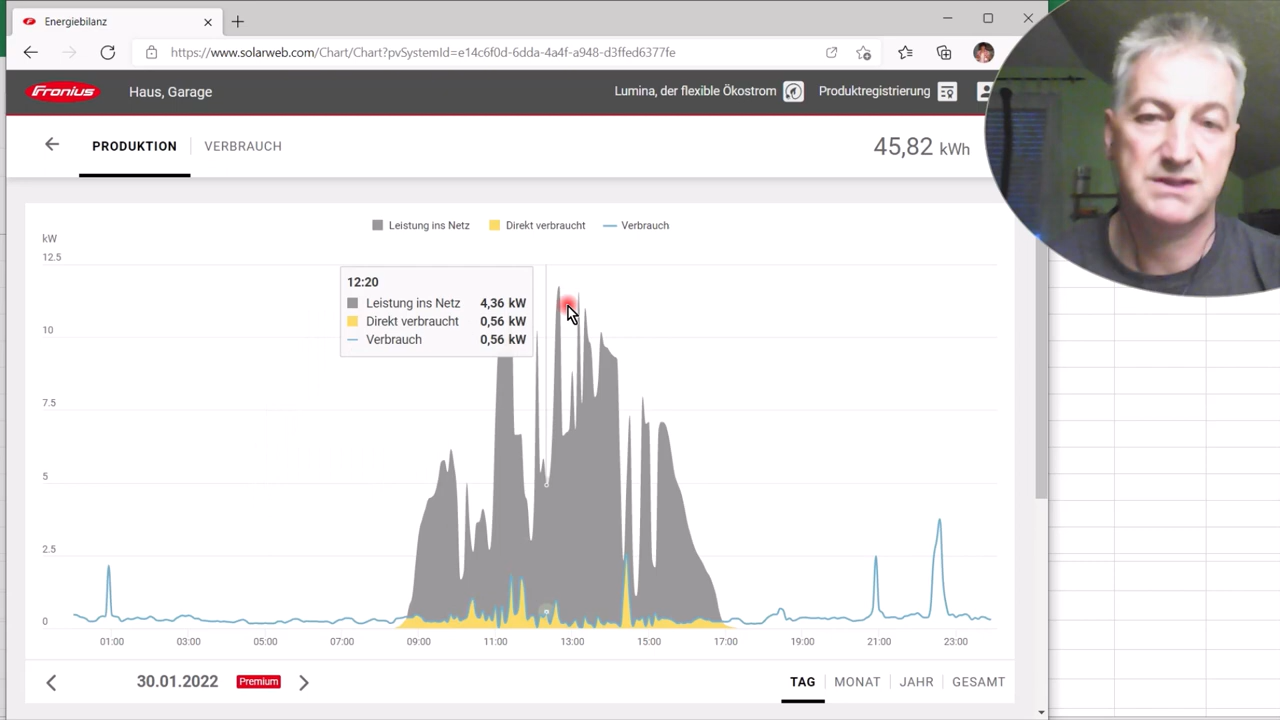 Energiebilanz
https://www.solarweb.com/Chart/Chart?pvSystemId=e14c6f0d-6dda-4a4f-a948-d3ffed6377fe
Fronius Haus, Garage Lumina, der flexible Ökostrom Produktregistrierung
PRODUKTION VERBRAUCH 45,82 kWh
Leistung ins Netz Direkt verbraucht Verbrauch
kW
12.5
10
7.5
5
2.5
0
12:20
Leistung ins Netz 4,36 kW
Direkt verbraucht 0,56 kW
Verbrauch 0,56 kW
01:00 03:00 05:00 07:00 09:00 11:00 13:00 15:00 17:00 19:00 21:00 23:00
30.01.2022 Premium TAG MONAT JAHR GESAMT